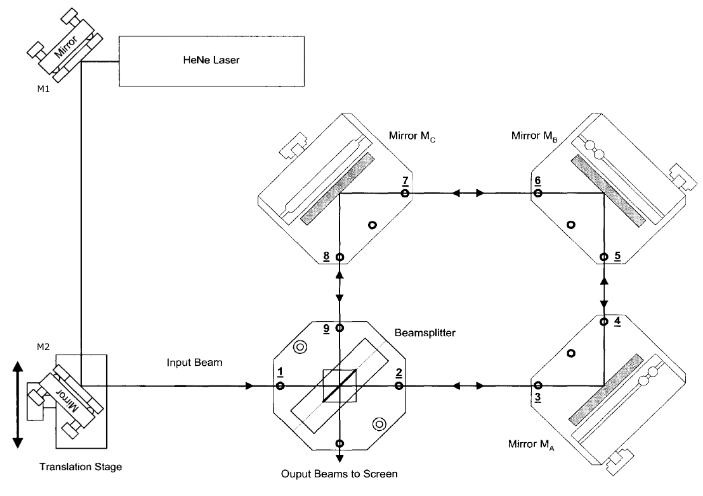 Mirror
HeNe Laser
M1
Mirror M_C
Mirror M_B
7
6
8
5
9
4
Beamsplitter
M2
Input Beam
1
2
3
Mirror
Mirror M_A
Translation Stage
Ouput Beams to Screen